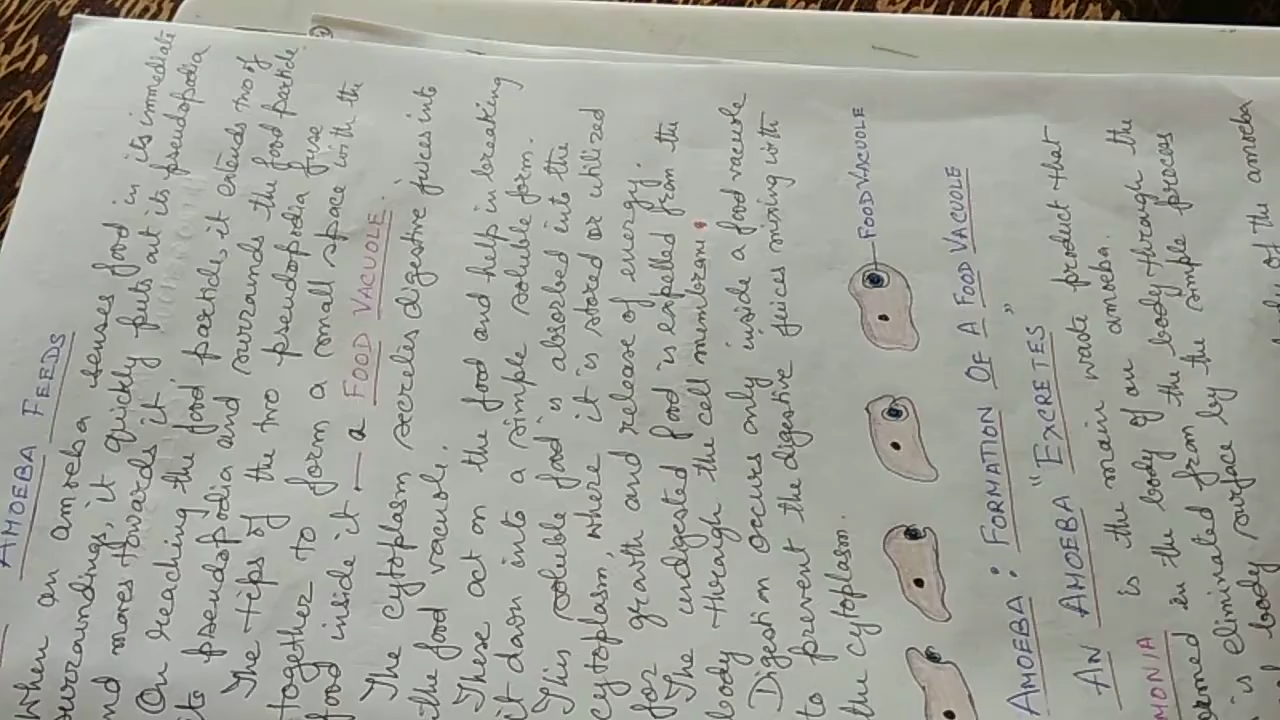 AMOEBA FEEDS
When an amoeba senses food in its immediate
surroundings, it quickly puts out its pseudopodia
nd moves towards it.
On reaching the food particle, it extends two of
its pseudopodia and surrounds the food particle.
The tips of the two pseudopodia fuse
together to form a small space with the
food inside it — a FOOD VACUOLE.
The cytoplasm secretes digestive juices into
the food vacuole.
These act on the food and help in breaking
it down into a simple soluble form.
This soluble food is absorbed into the
cytoplasm, where it is stored or utilized
for growth and release of energy.
The undigested food is expelled from the
body through the cell membrane.
Digestion occurs only inside a food vacuole
to prevent the digestive juices mixing with
the cytoplasm.
FOOD VACUOLE
AMOEBA : FORMATION OF A FOOD VACUOLE
AN AMOEBA "EXCRETES"
MONIA is the main waste product that
ormed in the body of an amoeba.
is eliminated from the body through the
body surface by the simple process
of the amoeba